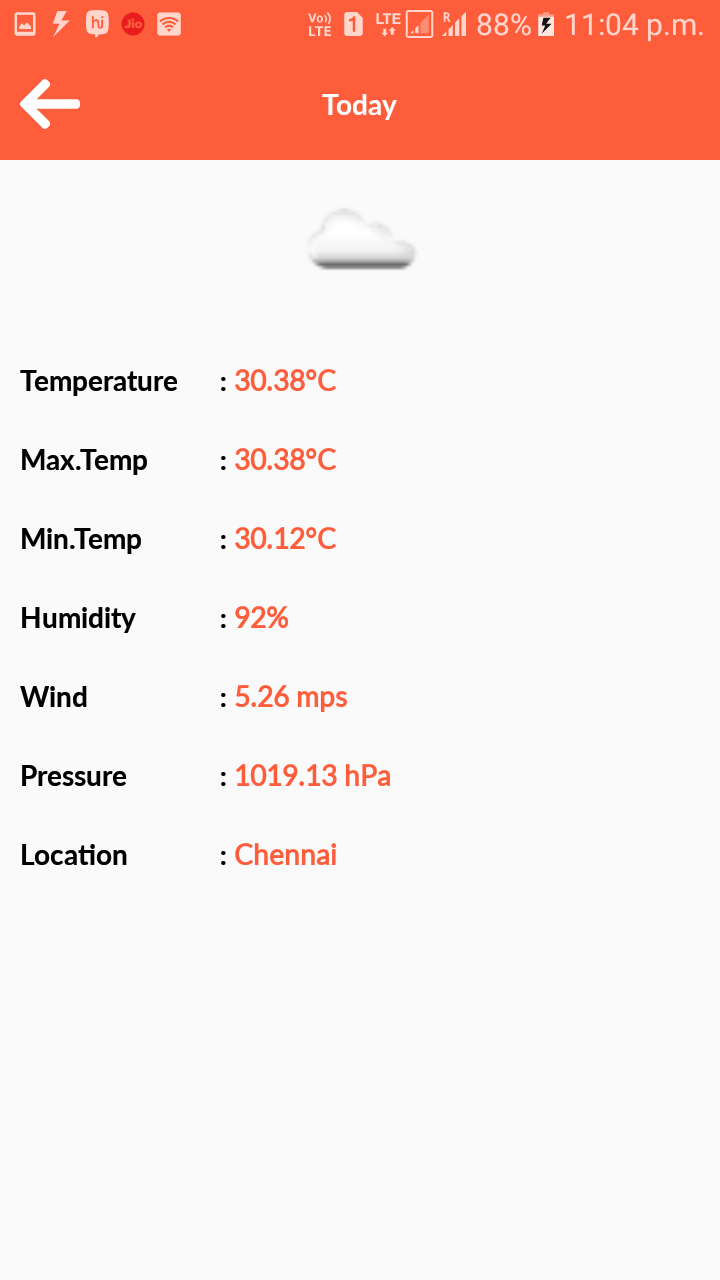 hi Jio Vo)) LTE 1 LTE R 88% 11:04 p.m.
Today
Temperature : 30.38°C
Max.Temp : 30.38°C
Min.Temp : 30.12°C
Humidity : 92%
Wind : 5.26 mps
Pressure : 1019.13 hPa
Location : Chennai